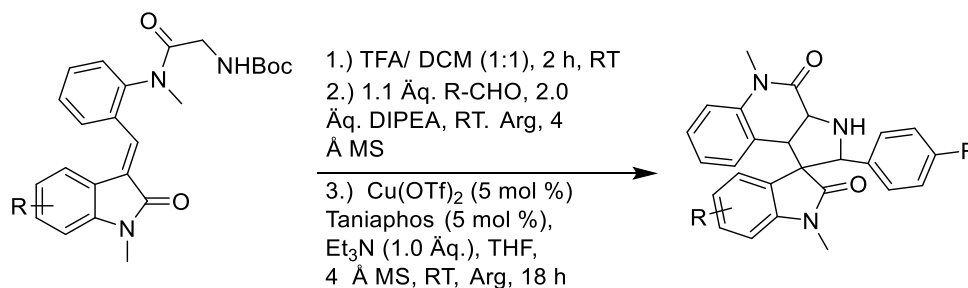 O
NHBoc
N
R
O
N
1.) TFA/ DCM (1:1), 2 h, RT
2.) 1.1 Äq. R-CHO, 2.0
Äq. DIPEA, RT. Arg, 4
Å MS
3.) Cu(OTf)₂ (5 mol %)
Taniaphos (5 mol %),
Et₃N (1.0 Äq.), THF,
4 Å MS, RT, Arg, 18 h
N
O
NH
R
O
R
N